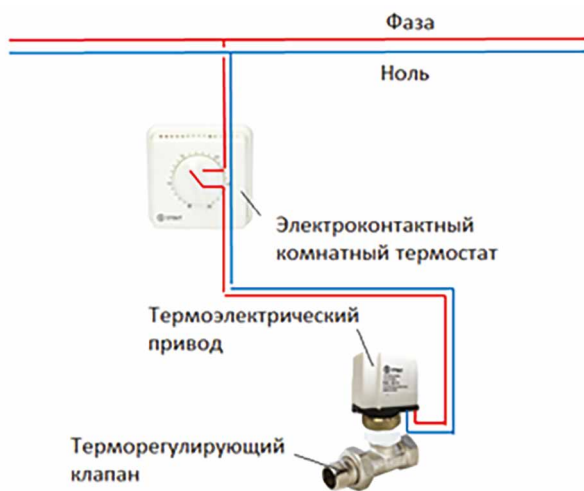 Фаза
Ноль
Электроконтактный
комнатный термостат
Термоэлектрический
привод
Терморегулирующий
клапан